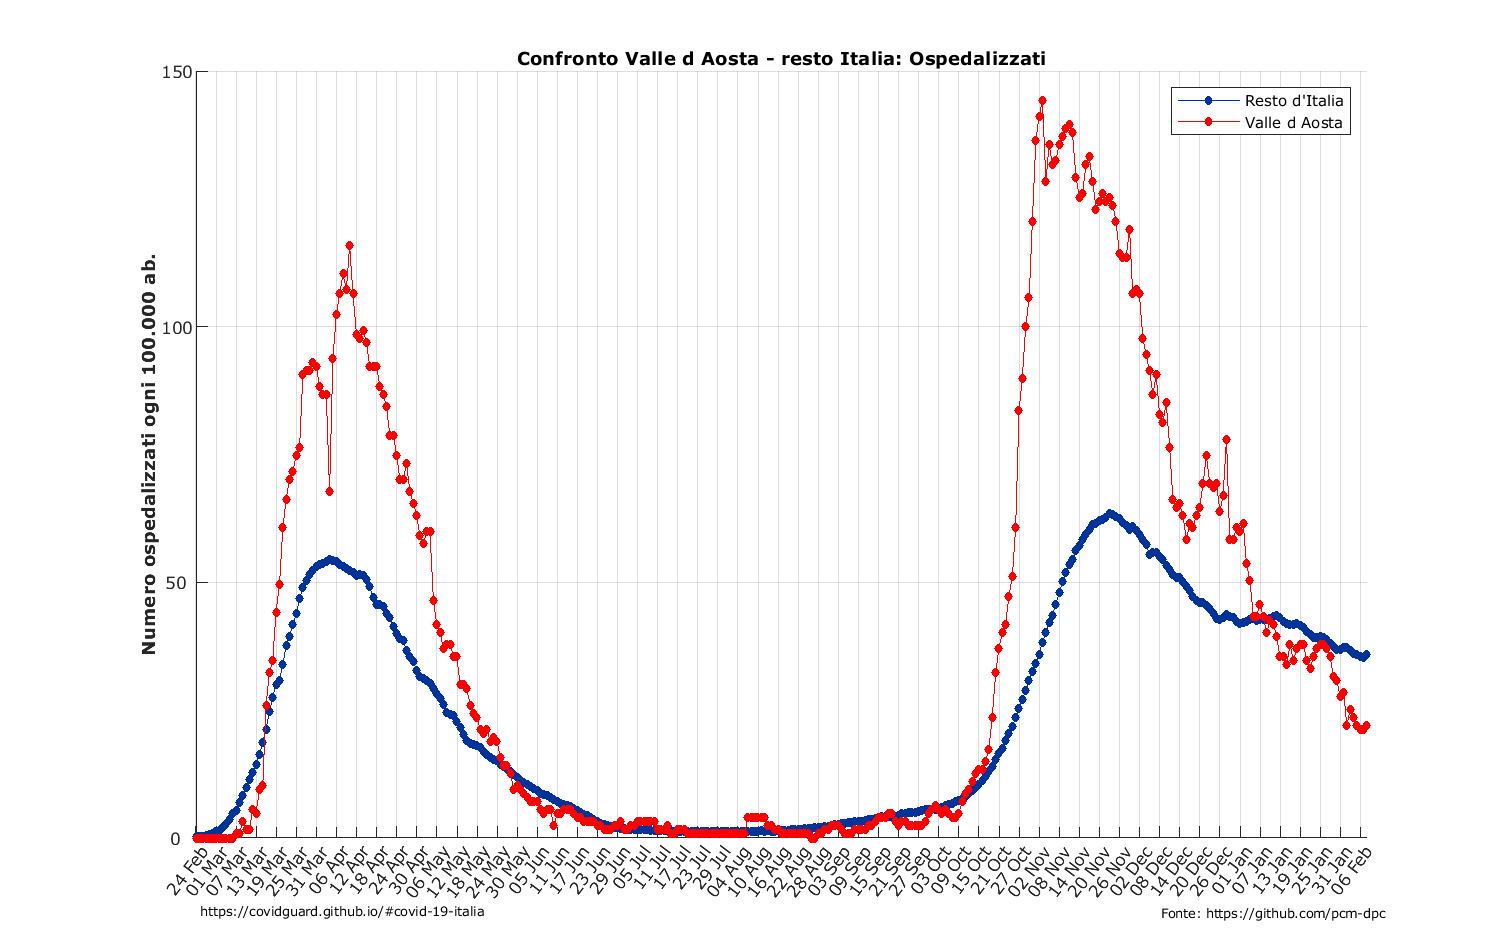 Confronto Valle d Aosta - resto Italia: Ospedalizzati
Resto d'Italia
Valle d Aosta
Numero ospedalizzati ogni 100.000 ab.
150
100
50
0
24 Feb
01 Mar
07 Mar
13 Mar
19 Mar
25 Mar
31 Mar
06 Apr
12 Apr
18 Apr
24 Apr
30 Apr
06 May
12 May
18 May
24 May
30 May
05 Jun
11 Jun
17 Jun
23 Jun
29 Jun
05 Jul
11 Jul
17 Jul
23 Jul
29 Jul
04 Aug
10 Aug
16 Aug
22 Aug
28 Aug
03 Sep
09 Sep
15 Sep
21 Sep
27 Sep
03 Oct
09 Oct
15 Oct
21 Oct
27 Oct
02 Nov
08 Nov
14 Nov
20 Nov
26 Nov
02 Dec
08 Dec
14 Dec
20 Dec
26 Dec
01 Jan
07 Jan
13 Jan
19 Jan
25 Jan
31 Jan
06 Feb
https://covidguard.github.io/#covid-19-italia
Fonte: https://github.com/pcm-dpc